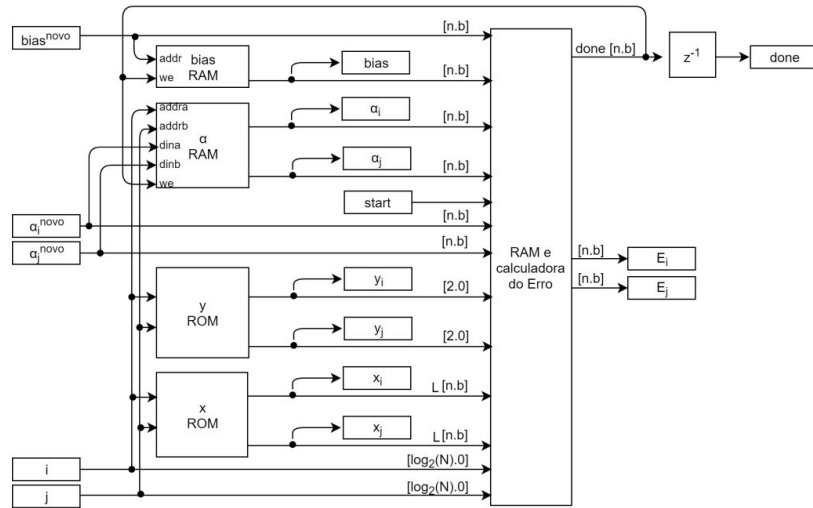 bias^novo
[n.b]
done [n.b]
z^-1
done
addr
we
bias
RAM
[n.b]
bias
addra
addrb
dina
dinb
we
α
RAM
[n.b]
α_i
[n.b]
α_j
start
α_i^novo
[n.b]
α_j^novo
[n.b]
RAM e
calculadora
do Erro
[n.b]
E_i
[n.b]
E_j
y
ROM
y_i
[2.0]
y_j
[2.0]
x
ROM
x_i
L [n.b]
x_j
L [n.b]
i
[log_2(N).0]
j
[log_2(N).0]